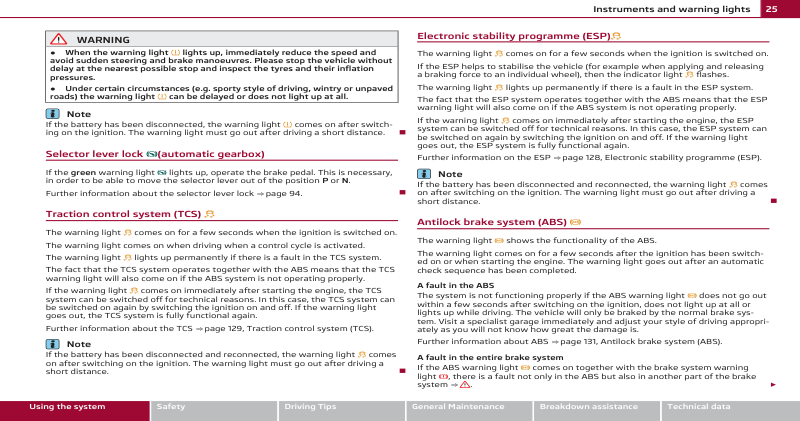 Instruments and warning lights 25
WARNING
● When the warning light lights up, immediately reduce the speed and
avoid sudden steering and brake manoeuvres. Please stop the vehicle without
delay at the nearest possible stop and inspect the tyres and their inflation
pressures.
● Under certain circumstances (e.g. sporty style of driving, wintry or unpaved
roads) the warning light can be delayed or does not light up at all.
Note
If the battery has been disconnected, the warning light comes on after switch-
ing on the ignition. The warning light must go out after driving a short distance.
Selector lever lock (automatic gearbox)
If the green warning light lights up, operate the brake pedal. This is necessary,
in order to be able to move the selector lever out of the position P or N.
Further information about the selector lever lock ⇒ page 94.
Traction control system (TCS)
The warning light comes on for a few seconds when the ignition is switched on.
The warning light comes on when driving when a control cycle is activated.
The warning light lights up permanently if there is a fault in the TCS system.
The fact that the TCS system operates together with the ABS means that the TCS
warning light will also come on if the ABS system is not operating properly.
If the warning light comes on immediately after starting the engine, the TCS
system can be switched off for technical reasons. In this case, the TCS system can
be switched on again by switching the ignition on and off. If the warning light
goes out, the TCS system is fully functional again.
Further information about the TCS ⇒ page 129, Traction control system (TCS).
Note
If the battery has been disconnected and reconnected, the warning light comes
on after switching on the ignition. The warning light must go out after driving a
short distance.
Electronic stability programme (ESP)
The warning light comes on for a few seconds when the ignition is switched on.
If the ESP helps to stabilise the vehicle (for example when applying and releasing
a braking force to an individual wheel), then the indicator light flashes.
The warning light lights up permanently if there is a fault in the ESP system.
The fact that the ESP system operates together with the ABS means that the ESP
warning light will also come on if the ABS system is not operating properly.
If the warning light comes on immediately after starting the engine, the ESP
system can be switched off for technical reasons. In this case, the ESP system can
be switched on again by switching the ignition on and off. If the warning light
goes out, the ESP system is fully functional again.
Further information on the ESP ⇒ page 128, Electronic stability programme (ESP).
Note
If the battery has been disconnected and reconnected, the warning light comes
on after switching on the ignition. The warning light must go out after driving a
short distance.
Antilock brake system (ABS)
The warning light shows the functionality of the ABS.
The warning light comes on for a few seconds after the ignition has been switch-
ed on or when starting the engine. The warning light goes out after an automatic
check sequence has been completed.
A fault in the ABS
The system is not functioning properly if the ABS warning light does not go out
within a few seconds after switching on the ignition, does not light up at all or
lights up while driving. The vehicle will only be braked by the normal brake sys-
tem. Visit a specialist garage immediately and adjust your style of driving appropri-
ately as you will not know how great the damage is.
Further information about ABS ⇒ page 131, Antilock brake system (ABS).
A fault in the entire brake system
If the ABS warning light comes on together with the brake system warning
light , there is a fault not only in the ABS but also in another part of the brake
system ⇒ .
Using the system Safety Driving Tips General Maintenance Breakdown assistance Technical data